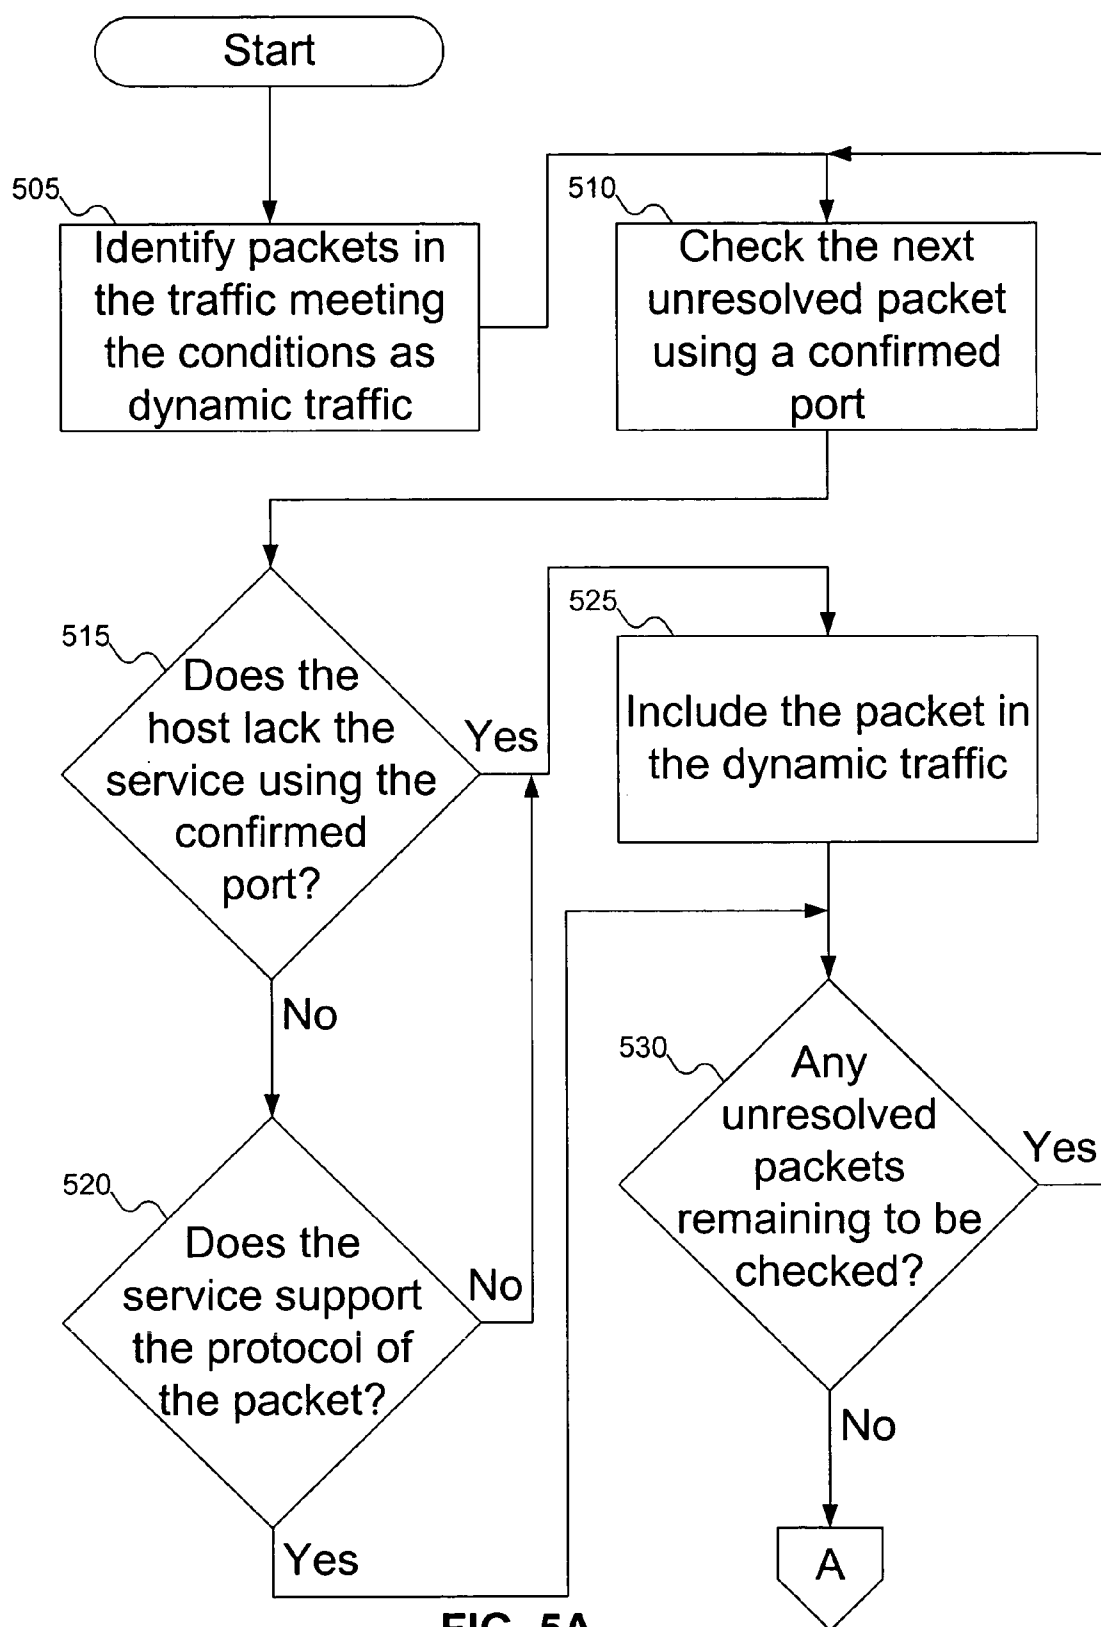 Start
505
Identify packets in
the traffic meeting
the conditions as
dynamic traffic
510
Check the next
unresolved packet
using a confirmed
port
515
Does the
host lack the
service using the
confirmed
port?
Yes
No
525
Include the packet in
the dynamic traffic
520
Does the
service support
the protocol of
the packet?
No
Yes
530
Any
unresolved
packets
remaining to be
checked?
Yes
No
A
FIG. 5A